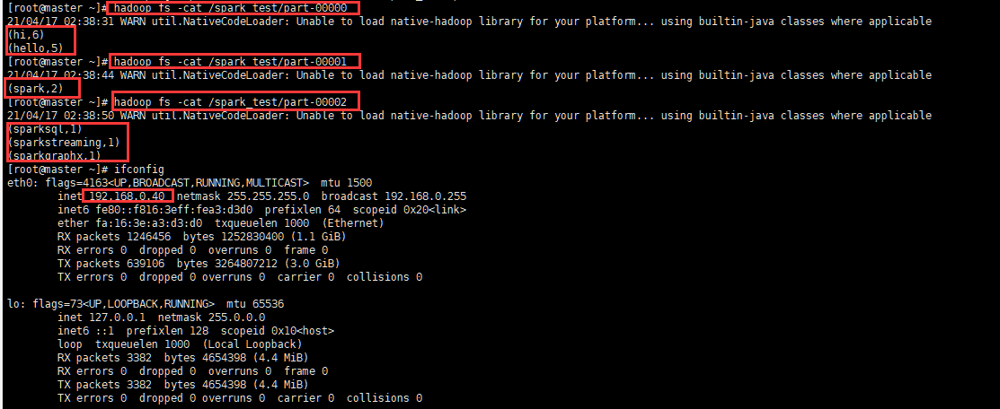 [root@master ~]# hadoop fs -cat /spark_test/part-00000
21/04/17 02:38:31 WARN util.NativeCodeLoader: Unable to load native-hadoop library for your platform... using builtin-java classes where applicable
(hi,6)
(hello,5)
[root@master ~]# hadoop fs -cat /spark_test/part-00001
21/04/17 02:38:44 WARN util.NativeCodeLoader: Unable to load native-hadoop library for your platform... using builtin-java classes where applicable
(spark,2)
[root@master ~]# hadoop fs -cat /spark_test/part-00002
21/04/17 02:38:50 WARN util.NativeCodeLoader: Unable to load native-hadoop library for your platform... using builtin-java classes where applicable
(sparksql,1)
(sparkstreaming,1)
(sparkgraphx,1)
[root@master ~]# ifconfig
eth0: flags=4163<UP,BROADCAST,RUNNING,MULTICAST>  mtu 1500
inet 192.168.0.40  netmask 255.255.255.0  broadcast 192.168.0.255
inet6 fe80::f816:3eff:fea3:d3d0  prefixlen 64  scopeid 0x20<link>
ether fa:16:3e:a3:d3:d0  txqueuelen 1000  (Ethernet)
RX packets 1246456  bytes 1252830400 (1.1 GiB)
RX errors 0  dropped 0  overruns 0  frame 0
TX packets 639106  bytes 3264807212 (3.0 GiB)
TX errors 0  dropped 0 overruns 0  carrier 0  collisions 0
lo: flags=73<UP,LOOPBACK,RUNNING>  mtu 65536
inet 127.0.0.1  netmask 255.0.0.0
inet6 ::1  prefixlen 128  scopeid 0x10<host>
loop  txqueuelen 1000  (Local Loopback)
RX packets 3382  bytes 4654398 (4.4 MiB)
RX errors 0  dropped 0  overruns 0  frame 0
TX packets 3382  bytes 4654398 (4.4 MiB)
TX errors 0  dropped 0 overruns 0  carrier 0  collisions 0